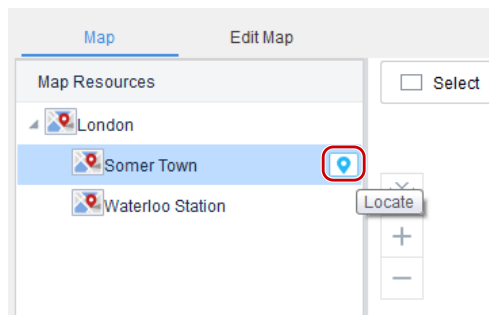 Map Edit Map
Map Resources
Select
London
Somer Town
Locate
Waterloo Station